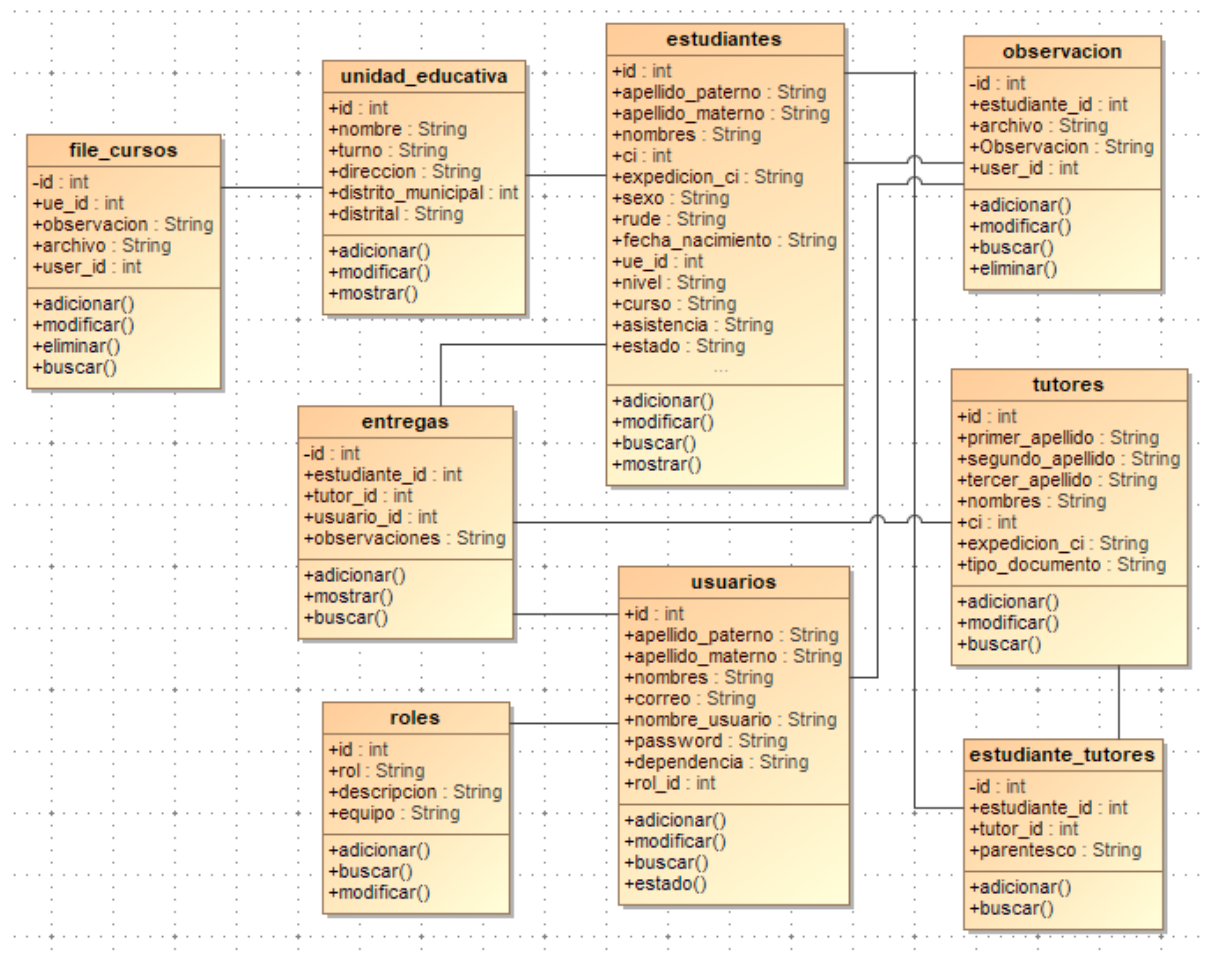 file_cursos
-id : int
+ue_id : int
+observacion : String
+archivo : String
+user_id : int
+adicionar()
+modificar()
+eliminar()
+buscar()
unidad_educativa
+id : int
+nombre : String
+turno : String
+direccion : String
+distrito_municipal : int
+distrital : String
+adicionar()
+modificar()
+mostrar()
estudiantes
+id : int
+apellido_paterno : String
+apellido_materno : String
+nombres : String
+ci : int
+expedicion_ci : String
+sexo : String
+rude : String
+fecha_nacimiento : String
+ue_id : int
+nivel : String
+curso : String
+asistencia : String
+estado : String
...
+adicionar()
+modificar()
+buscar()
+mostrar()
observacion
-id : int
+estudiante_id : int
+archivo : String
+Observacion : String
+user_id : int
+adicionar()
+modificar()
+buscar()
+eliminar()
entregas
-id : int
+estudiante_id : int
+tutor_id : int
+usuario_id : int
+observaciones : String
+adicionar()
+mostrar()
+buscar()
tutores
+id : int
+primer_apellido : String
+segundo_apellido : String
+tercer_apellido : String
+nombres : String
+ci : int
+expedicion_ci : String
+tipo_documento : String
+adicionar()
+modificar()
+buscar()
usuarios
+id : int
+apellido_paterno : String
+apellido_materno : String
+nombres : String
+correo : String
+nombre_usuario : String
+password : String
+dependencia : String
+rol_id : int
+adicionar()
+modificar()
+buscar()
+estado()
roles
+id : int
+rol : String
+descripcion : String
+equipo : String
+adicionar()
+buscar()
+modificar()
estudiante_tutores
-id : int
+estudiante_id : int
+tutor_id : int
+parentesco : String
+adicionar()
+buscar()